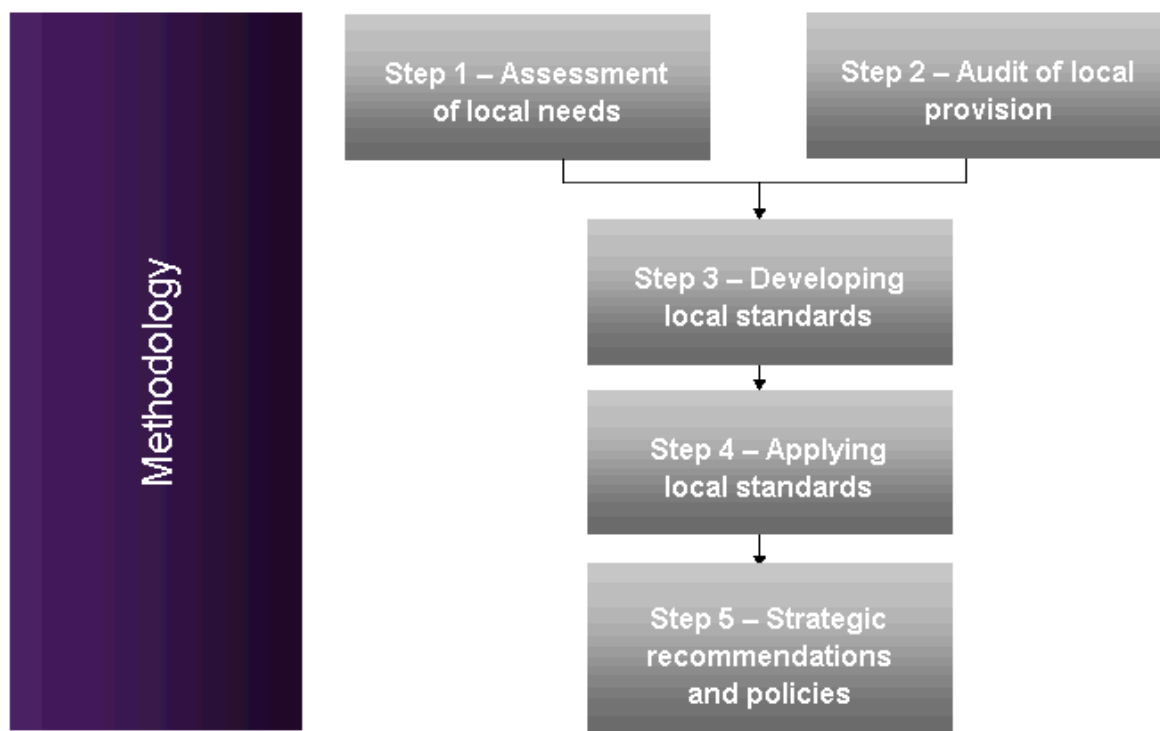 Methodology
Step 1 – Assessment
of local needs
Step 2 – Audit of local
provision
Step 3 – Developing
local standards
Step 4 – Applying
local standards
Step 5 – Strategic
recommendations
and policies